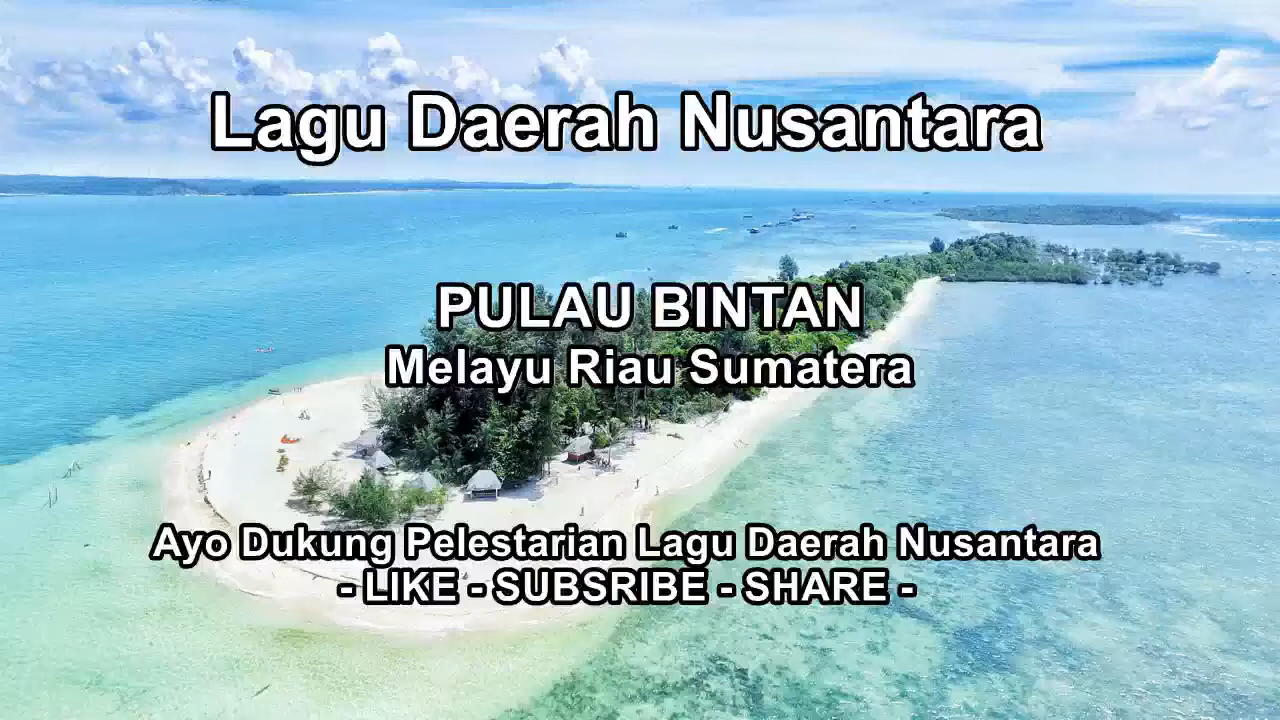 Lagu Daerah Nusantara
PULAU BINTAN
Melayu Riau Sumatera
Ayo Dukung Pelestarian Lagu Daerah Nusantara
- LIKE - SUBSRIBE - SHARE -